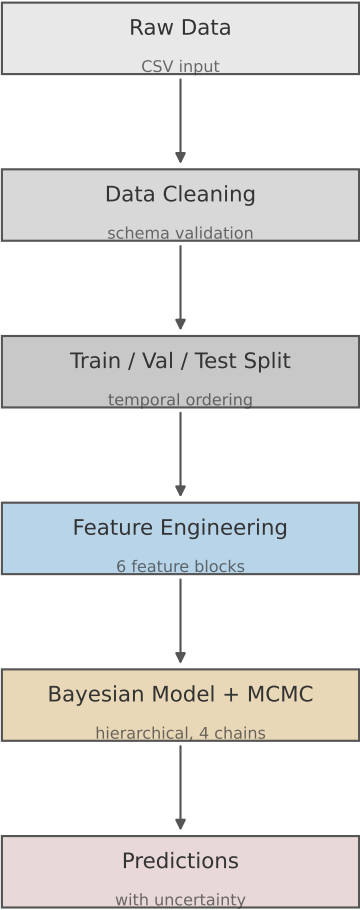 Raw Data
CSV input
Data Cleaning
schema validation
Train / Val / Test Split
temporal ordering
Feature Engineering
6 feature blocks
Bayesian Model + MCMC
hierarchical, 4 chains
Predictions
with uncertainty